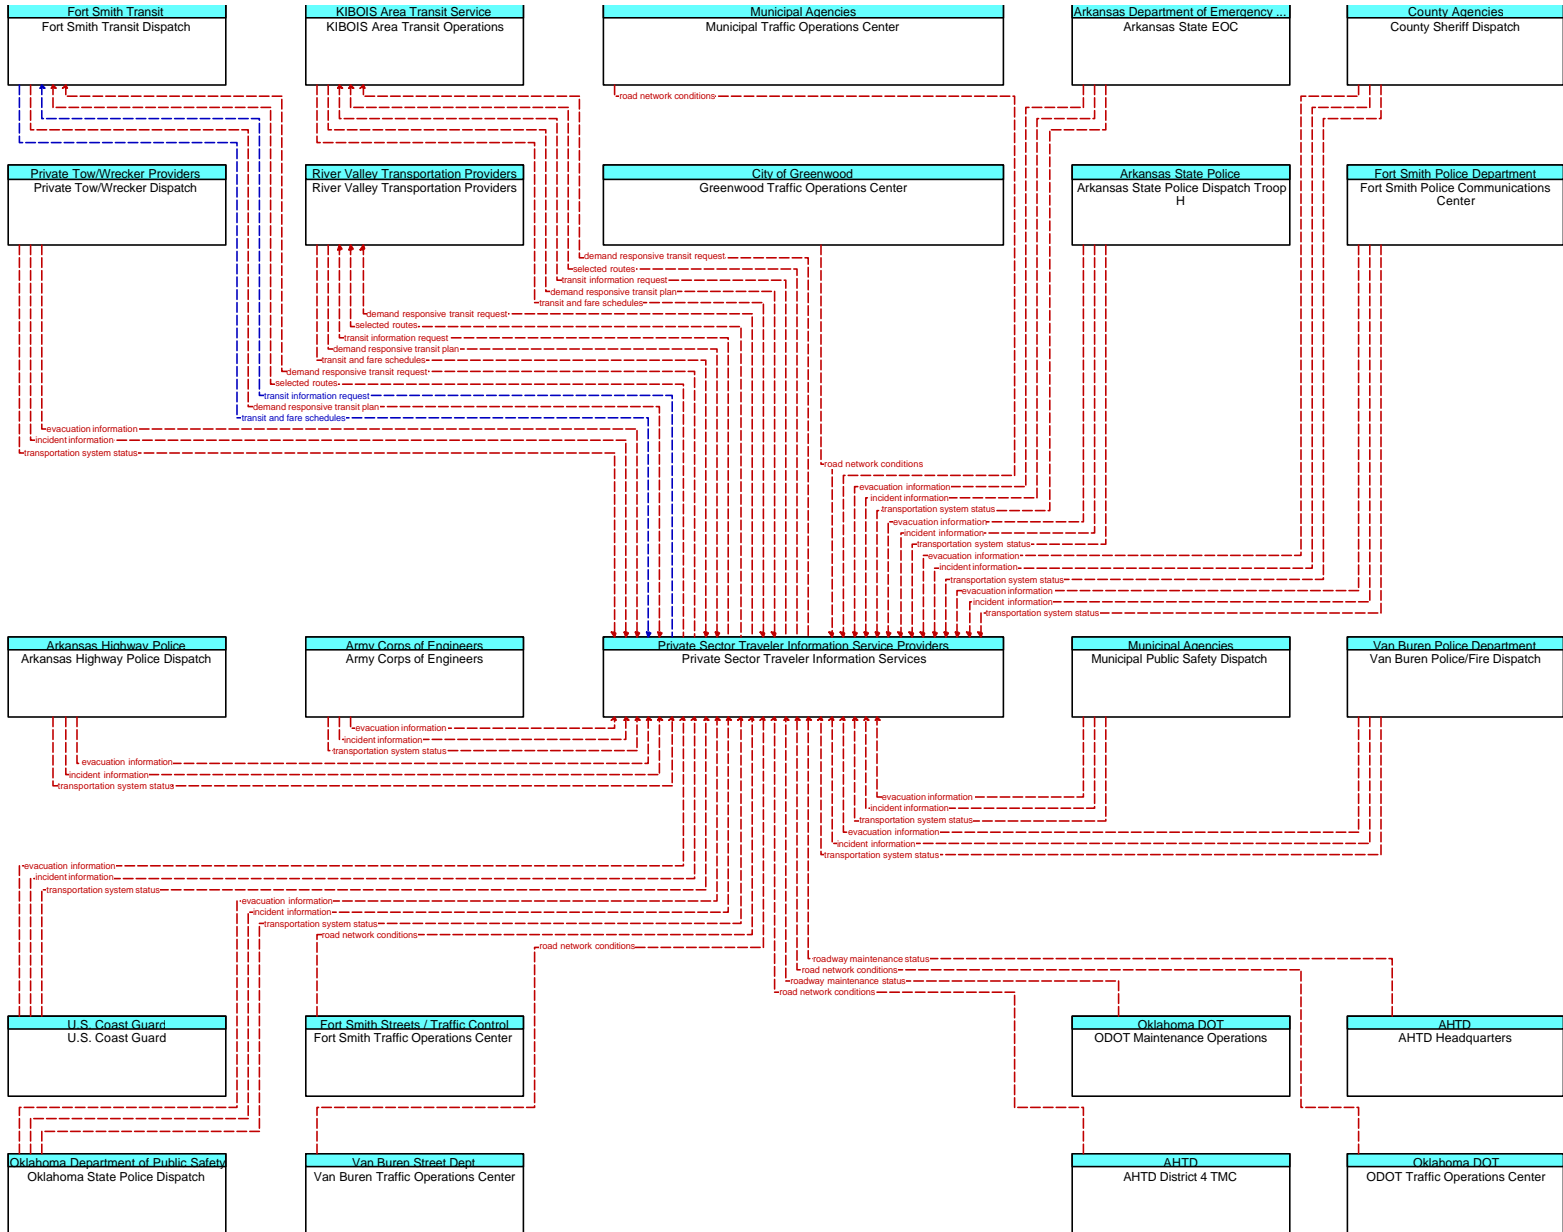 Fort Smith Transit
Fort Smith Transit Dispatch
KIBOIS Area Transit Service
KIBOIS Area Transit Operations
Municipal Agencies
Municipal Traffic Operations Center
Arkansas Department of Emergency ...
Arkansas State EOC
County Agencies
County Sheriff Dispatch
road network conditions
Private Tow/Wrecker Providers
Private Tow/Wrecker Dispatch
River Valley Transportation Providers
River Valley Transportation Providers
City of Greenwood
Greenwood Traffic Operations Center
Arkansas State Police
Arkansas State Police Dispatch Troop
H
Fort Smith Police Department
Fort Smith Police Communications
Center
demand responsive transit request
selected routes
transit information request
demand responsive transit plan
transit and fare schedules
demand responsive transit request
selected routes
transit information request
demand responsive transit plan
transit and fare schedules
demand responsive transit request
selected routes
transit information request
demand responsive transit plan
transit and fare schedules
evacuation information
incident information
transportation system status
road network conditions
evacuation information
incident information
transportation system status
evacuation information
incident information
transportation system status
evacuation information
incident information
transportation system status
evacuation information
incident information
transportation system status
Arkansas Highway Police
Arkansas Highway Police Dispatch
Army Corps of Engineers
Army Corps of Engineers
Private Sector Traveler Information Service Providers
Private Sector Traveler Information Services
Municipal Agencies
Municipal Public Safety Dispatch
Van Buren Police Department
Van Buren Police/Fire Dispatch
evacuation information
incident information
transportation system status
evacuation information
incident information
transportation system status
evacuation information
incident information
transportation system status
evacuation information
incident information
transportation system status
evacuation information
incident information
transportation system status
evacuation information
incident information
transportation system status
road network conditions
road network conditions
roadway maintenance status
road network conditions
roadway maintenance status
road network conditions
U.S. Coast Guard
U.S. Coast Guard
Fort Smith Streets / Traffic Control
Fort Smith Traffic Operations Center
Oklahoma DOT
ODOT Maintenance Operations
AHTD
AHTD Headquarters
Oklahoma Department of Public Safety
Oklahoma State Police Dispatch
Van Buren Street Dept
Van Buren Traffic Operations Center
AHTD
AHTD District 4 TMC
Oklahoma DOT
ODOT Traffic Operations Center